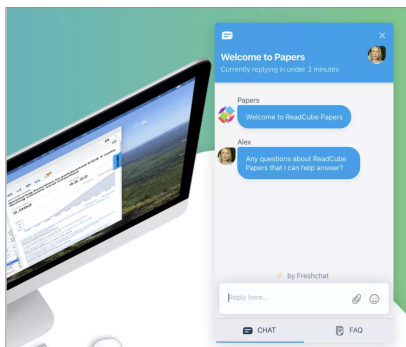 Welcome to Papers
Currently replying in under 3 minutes
Papers
Welcome to ReadCube Papers
Alex
Any questions about ReadCube
Papers that I can help answer?
by Freshchat
Reply here...
CHAT
FAQ